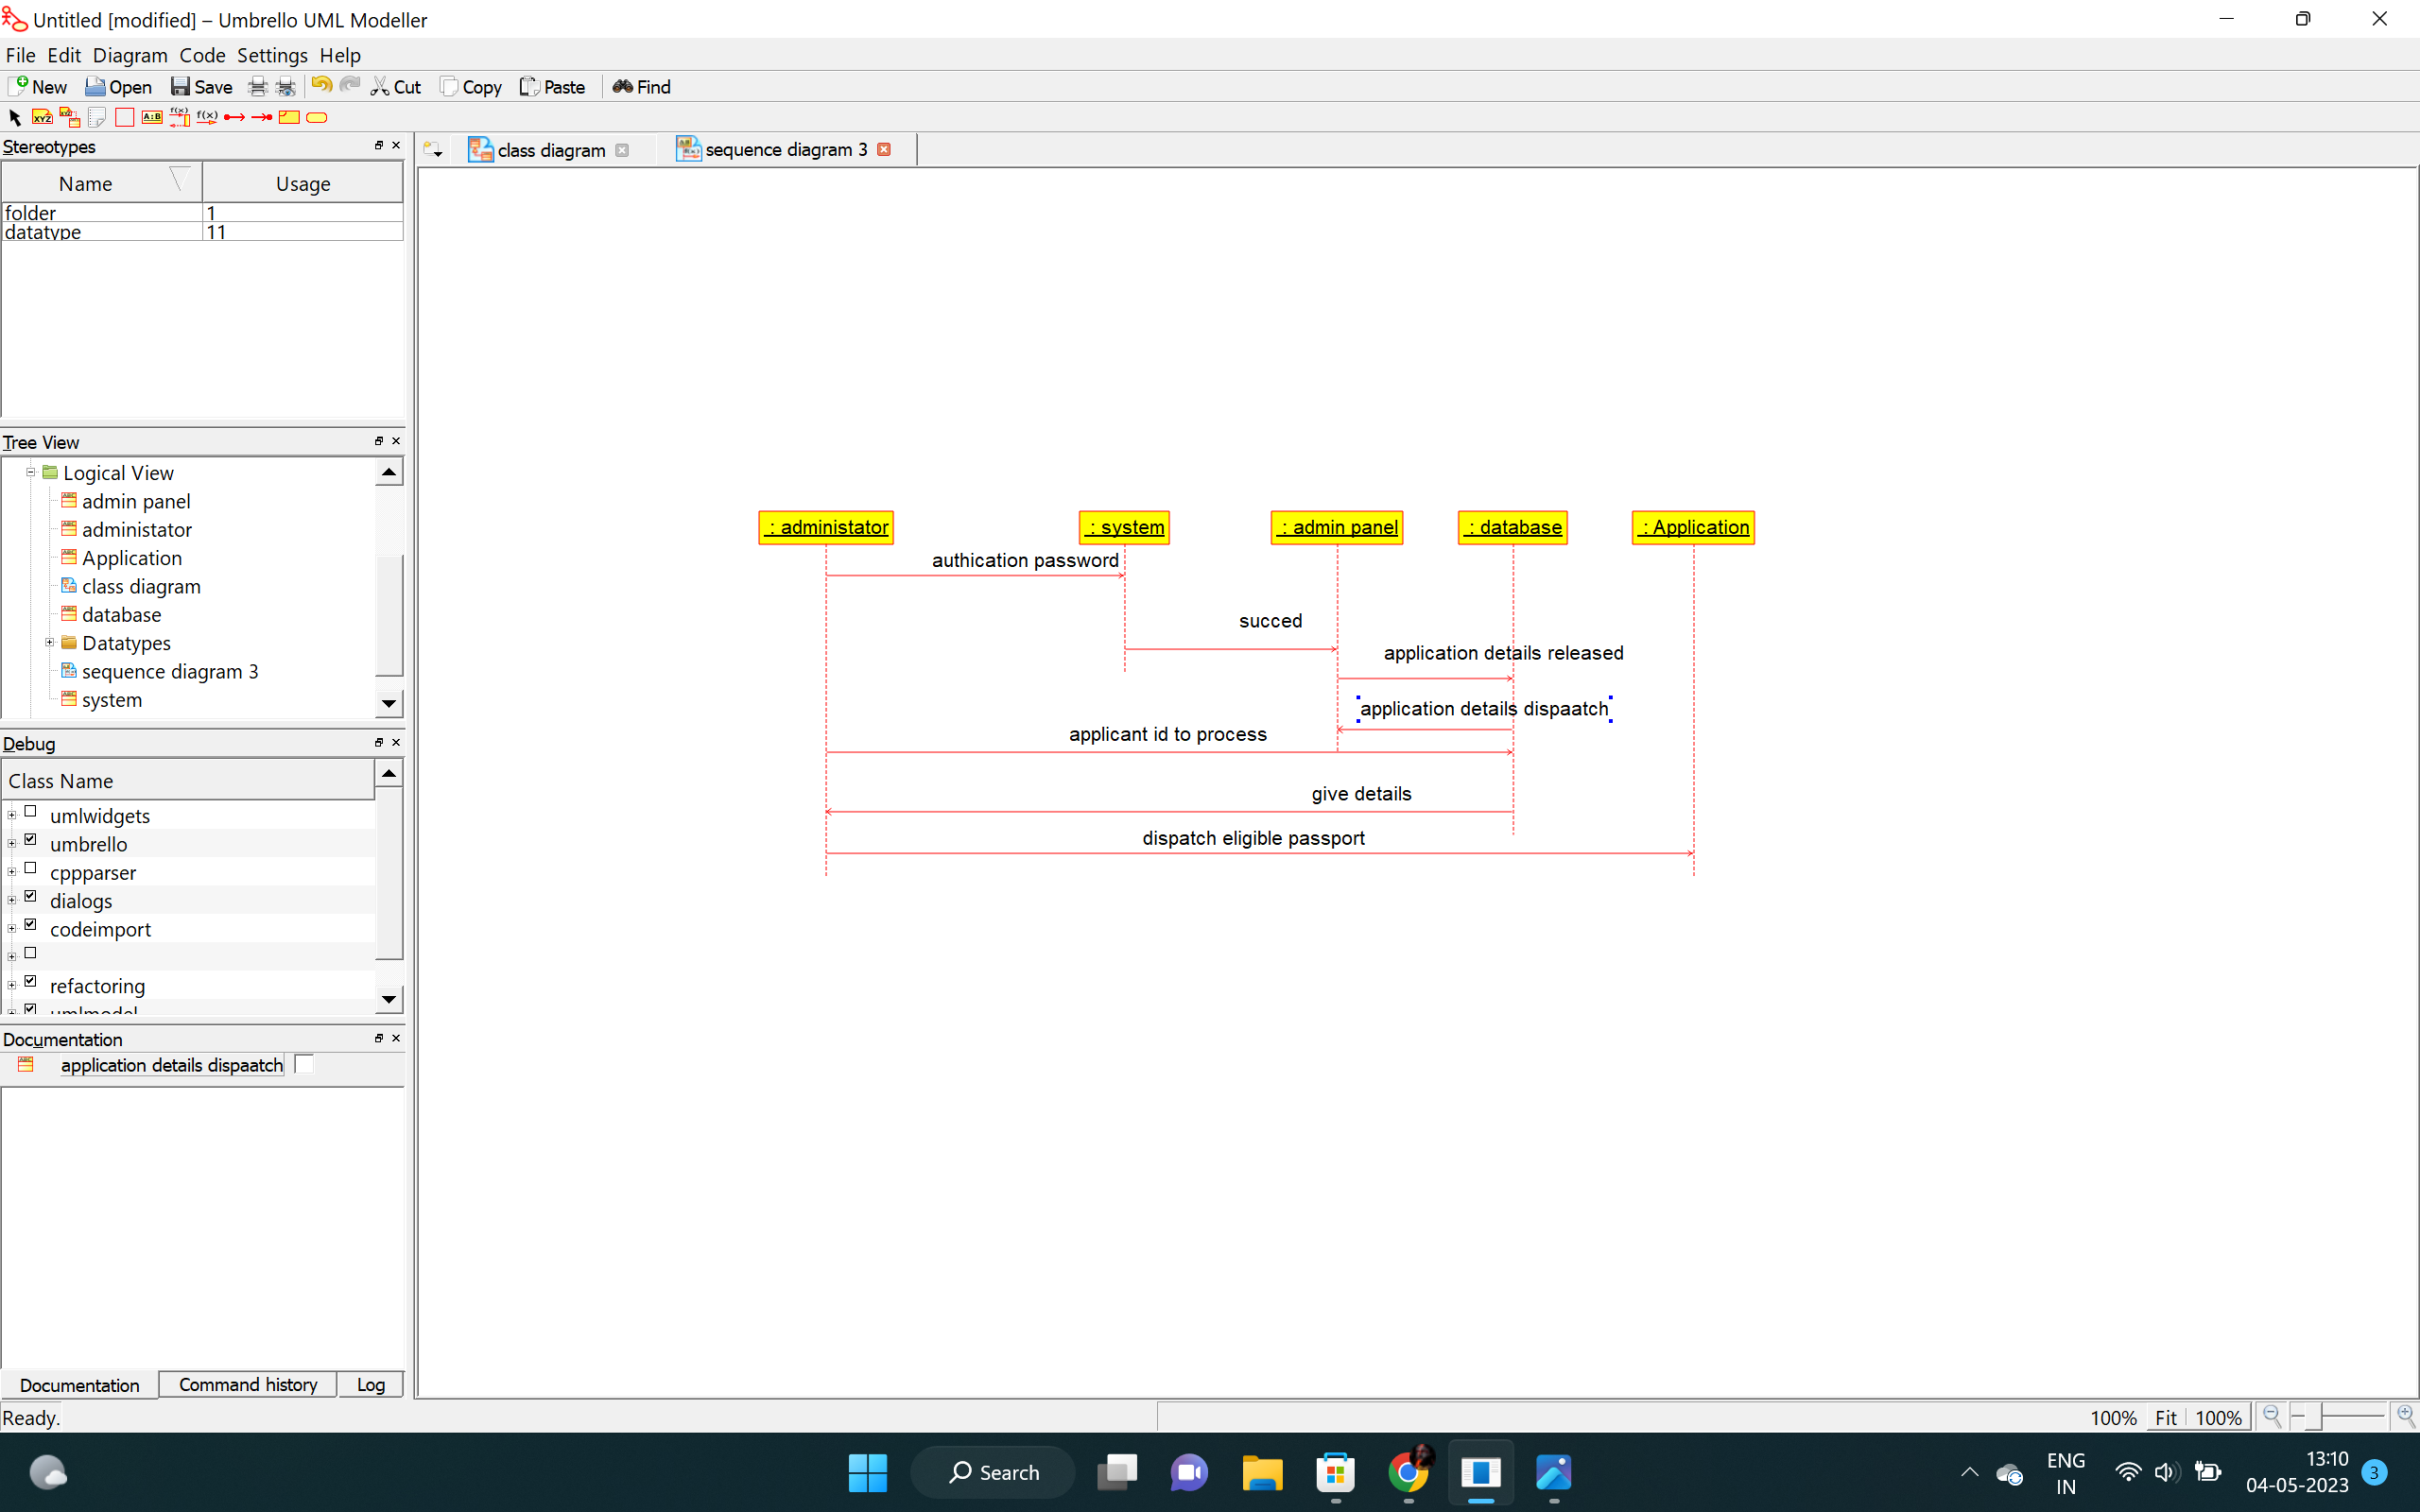 Untitled [modified] – Umbrello UML Modeller
File Edit Diagram Code Settings Help
New Open Save Cut Copy Paste Find
Stereotypes
Name Usage
folder 1
datatype 11
class diagram sequence diagram 3
Tree View
Logical View
admin panel
administator
Application
class diagram
database
Datatypes
sequence diagram 3
system
Debug
Class Name
umlwidgets
umbrello
cppparser
dialogs
codeimport
refactoring
umlmodel
Documentation
application details dispaatch
Documentation Command history Log
: administator : system : admin panel : database : Application
authication password
succed
application details released
application details dispaatch
applicant id to process
give details
dispatch eligible passport
Ready.
100% Fit 100%
Search
ENG
IN
13:10
04-05-2023
3